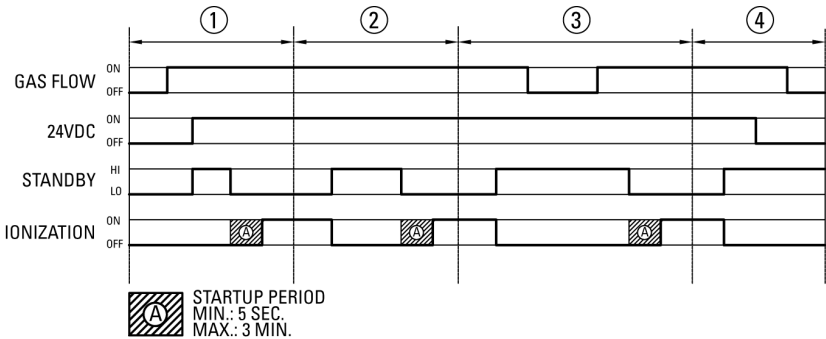 1 2 3 4
GAS FLOW ON OFF
24VDC ON OFF
STANDBY HI LO
IONIZATION ON OFF
A A A
A STARTUP PERIOD
MIN.: 5 SEC.
MAX.: 3 MIN.